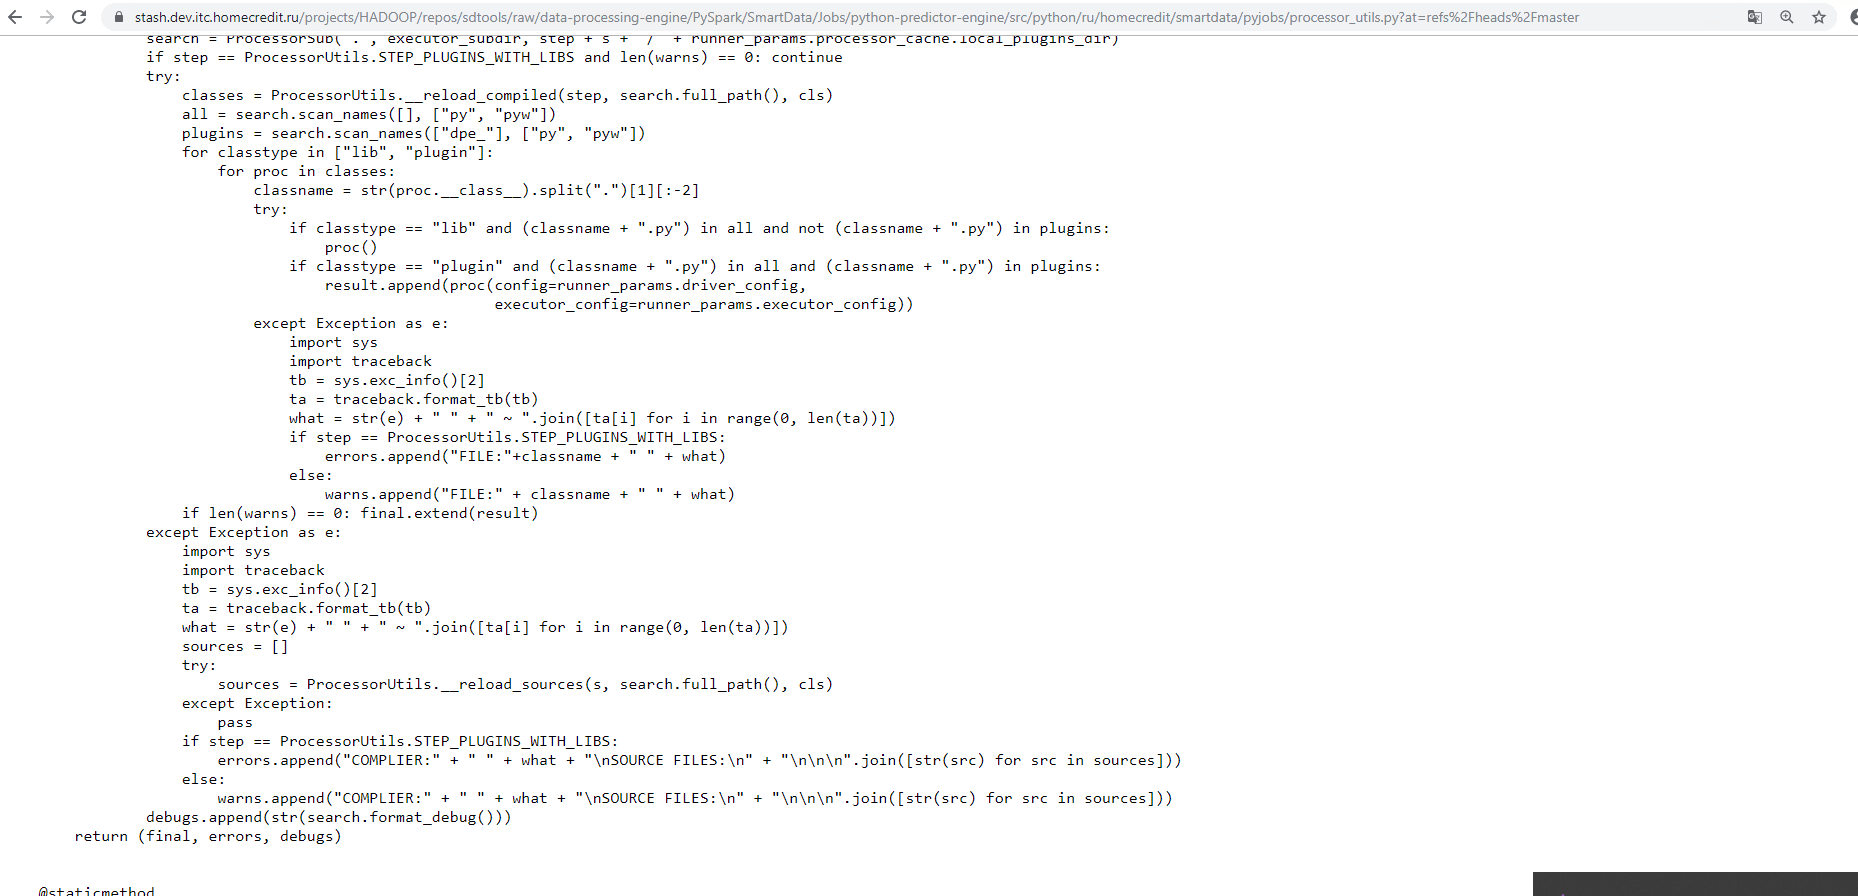 stash.dev.itc.homecredit.ru/projects/HADOOP/repos/sdtools/raw/data-processing-engine/PySpark/SmartData/Jobs/python-predictor-engine/src/python/ru/homecredit/smartdata/pyjobs/processor_utils.py?at=refs%2Fheads%2Fmaster
search = ProcessorSub(".", executor_subdir, step + s + "/" + runner_params.processor_cache.local_plugins_dir)
if step == ProcessorUtils.STEP_PLUGINS_WITH_LIBS and len(warns) == 0: continue
try:
classes = ProcessorUtils.__reload_compiled(step, search.full_path(), cls)
all = search.scan_names([], ["py", "pyw"])
plugins = search.scan_names(["dpe_"], ["py", "pyw"])
for classtype in ["lib", "plugin"]:
for proc in classes:
classname = str(proc.__class__).split(".")[1][:-2]
try:
if classtype == "lib" and (classname + ".py") in all and not (classname + ".py") in plugins:
proc()
if classtype == "plugin" and (classname + ".py") in all and (classname + ".py") in plugins:
result.append(proc(config=runner_params.driver_config,
executor_config=runner_params.executor_config))
except Exception as e:
import sys
import traceback
tb = sys.exc_info()[2]
ta = traceback.format_tb(tb)
what = str(e) + " " + " ~ ".join([ta[i] for i in range(0, len(ta))])
if step == ProcessorUtils.STEP_PLUGINS_WITH_LIBS:
errors.append("FILE:"+classname + " " + what)
else:
warns.append("FILE:" + classname + " " + what)
if len(warns) == 0: final.extend(result)
except Exception as e:
import sys
import traceback
tb = sys.exc_info()[2]
ta = traceback.format_tb(tb)
what = str(e) + " " + " ~ ".join([ta[i] for i in range(0, len(ta))])
sources = []
try:
sources = ProcessorUtils.__reload_sources(s, search.full_path(), cls)
except Exception:
pass
if step == ProcessorUtils.STEP_PLUGINS_WITH_LIBS:
errors.append("COMPLIER:" + " " + what + "\nSOURCE FILES:\n" + "\n\n\n".join([str(src) for src in sources]))
else:
warns.append("COMPLIER:" + " " + what + "\nSOURCE FILES:\n" + "\n\n\n".join([str(src) for src in sources]))
debugs.append(str(search.format_debug()))
return (final, errors, debugs)
@staticmethod